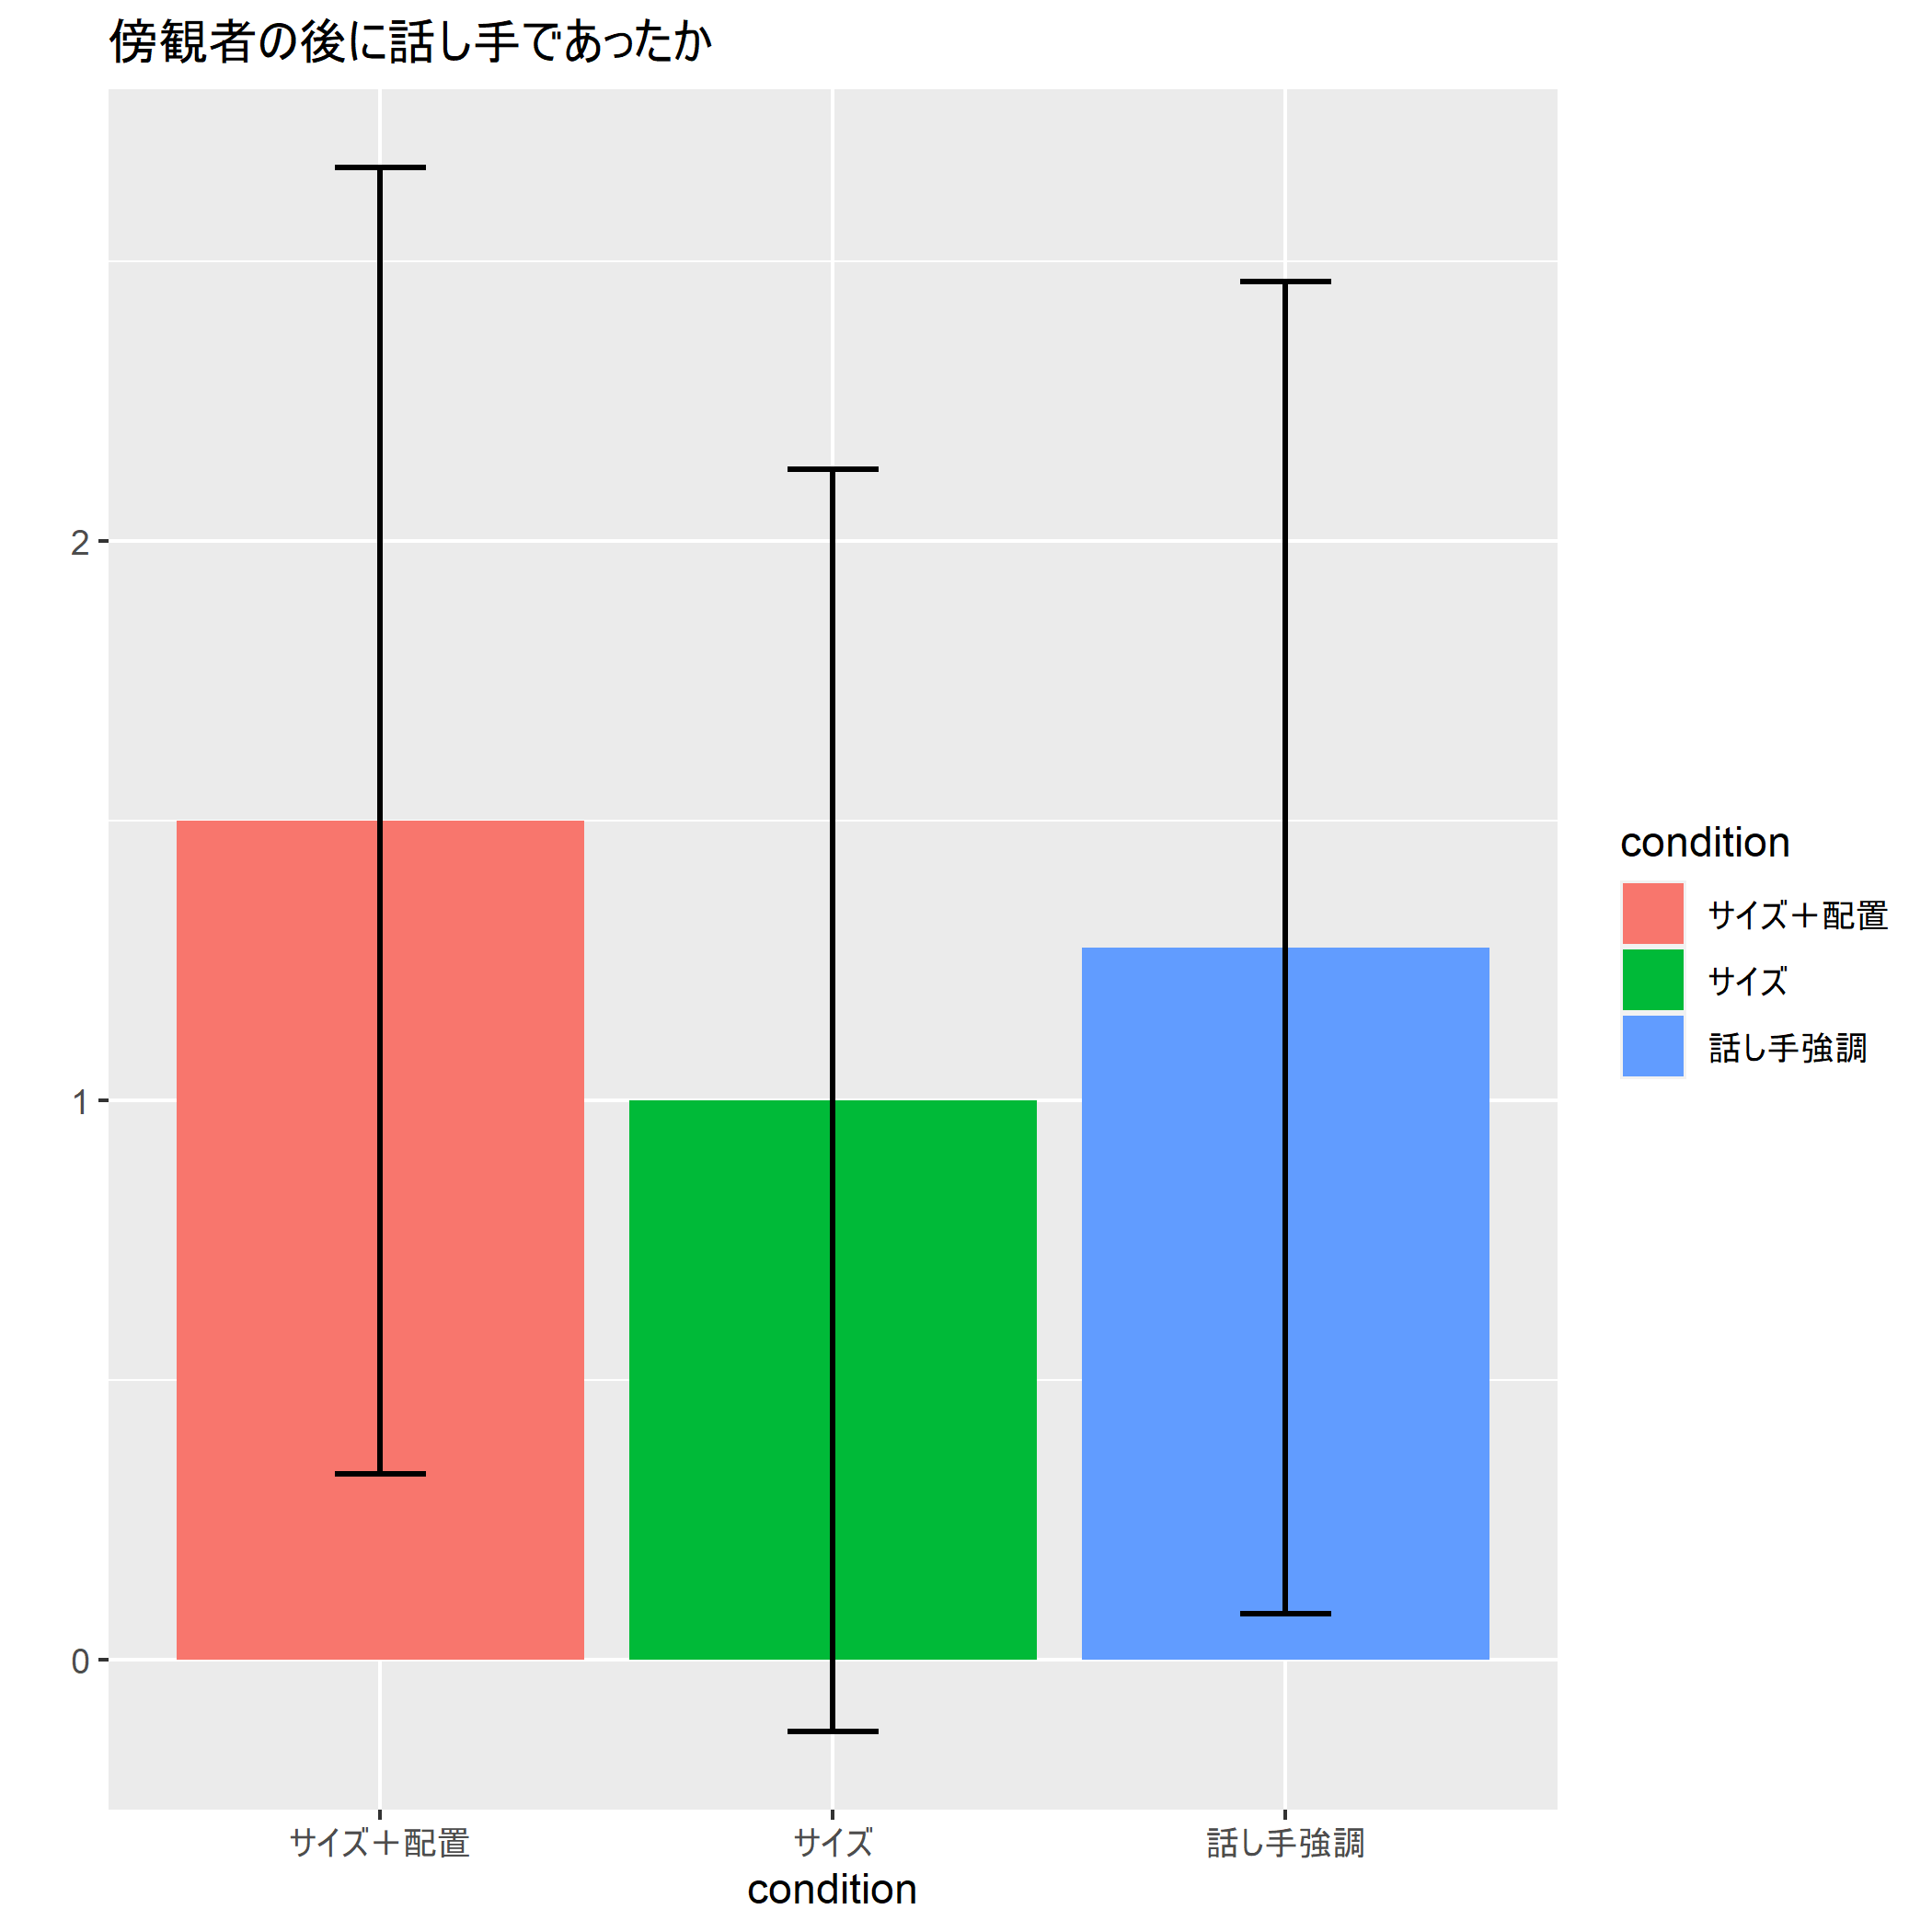 傍観者の後に話し手であったか
2
1
0
サイズ＋配置
サイズ
話し手強調
condition
condition
サイズ＋配置
サイズ
話し手強調